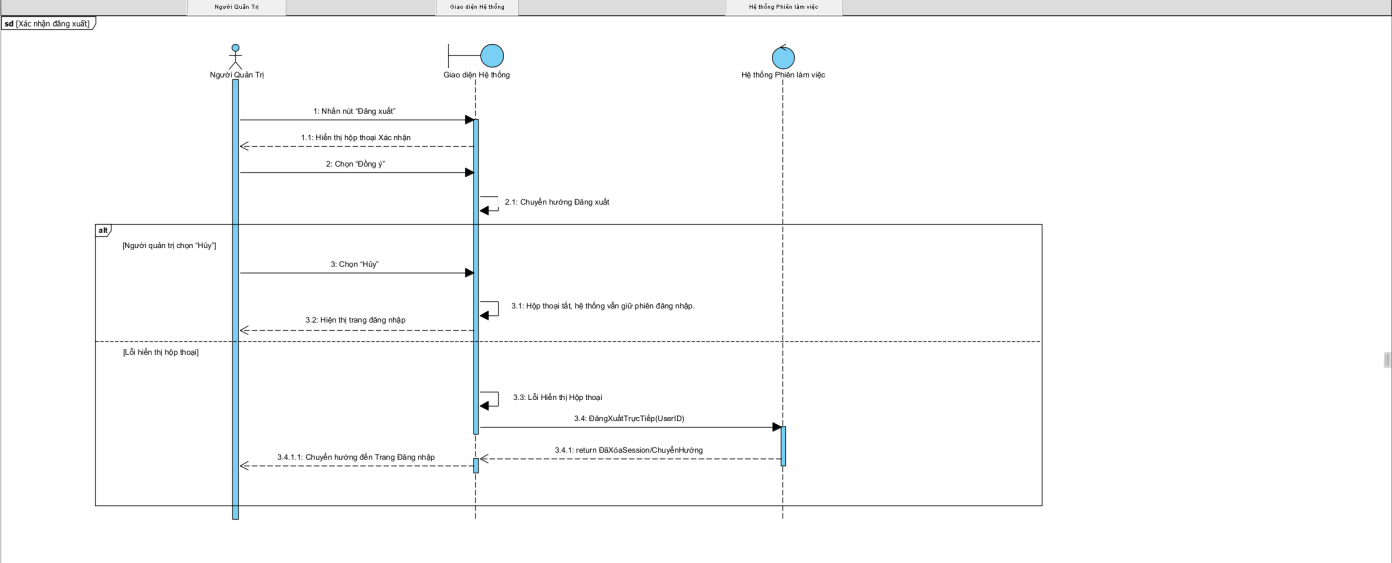 Người Quản Trị
Giao diện Hệ thống
Hệ thống Phiên làm việc
sd [Xác nhận đăng xuất]
Người Quản Trị
Giao diện Hệ thống
Hệ thống Phiên làm việc
1: Nhấn nút “Đăng xuất”
1.1: Hiển thị hộp thoại Xác nhận
2: Chọn “Đồng ý”
2.1: Chuyển hướng Đăng xuất
alt
[Người quản trị chọn “Hủy”]
3: Chọn “Hủy”
3.1: Hộp thoại tắt, hệ thống vẫn giữ phiên đăng nhập.
3.2: Hiện thị trang đăng nhập
[Lỗi hiển thị hộp thoại]
3.3: Lỗi Hiển thị Hộp thoại
3.4: ĐăngXuấtTrựcTiếp(UserID)
3.4.1: return ĐãXóaSession/ChuyểnHướng
3.4.1.1: Chuyển hướng đến Trang Đăng nhập